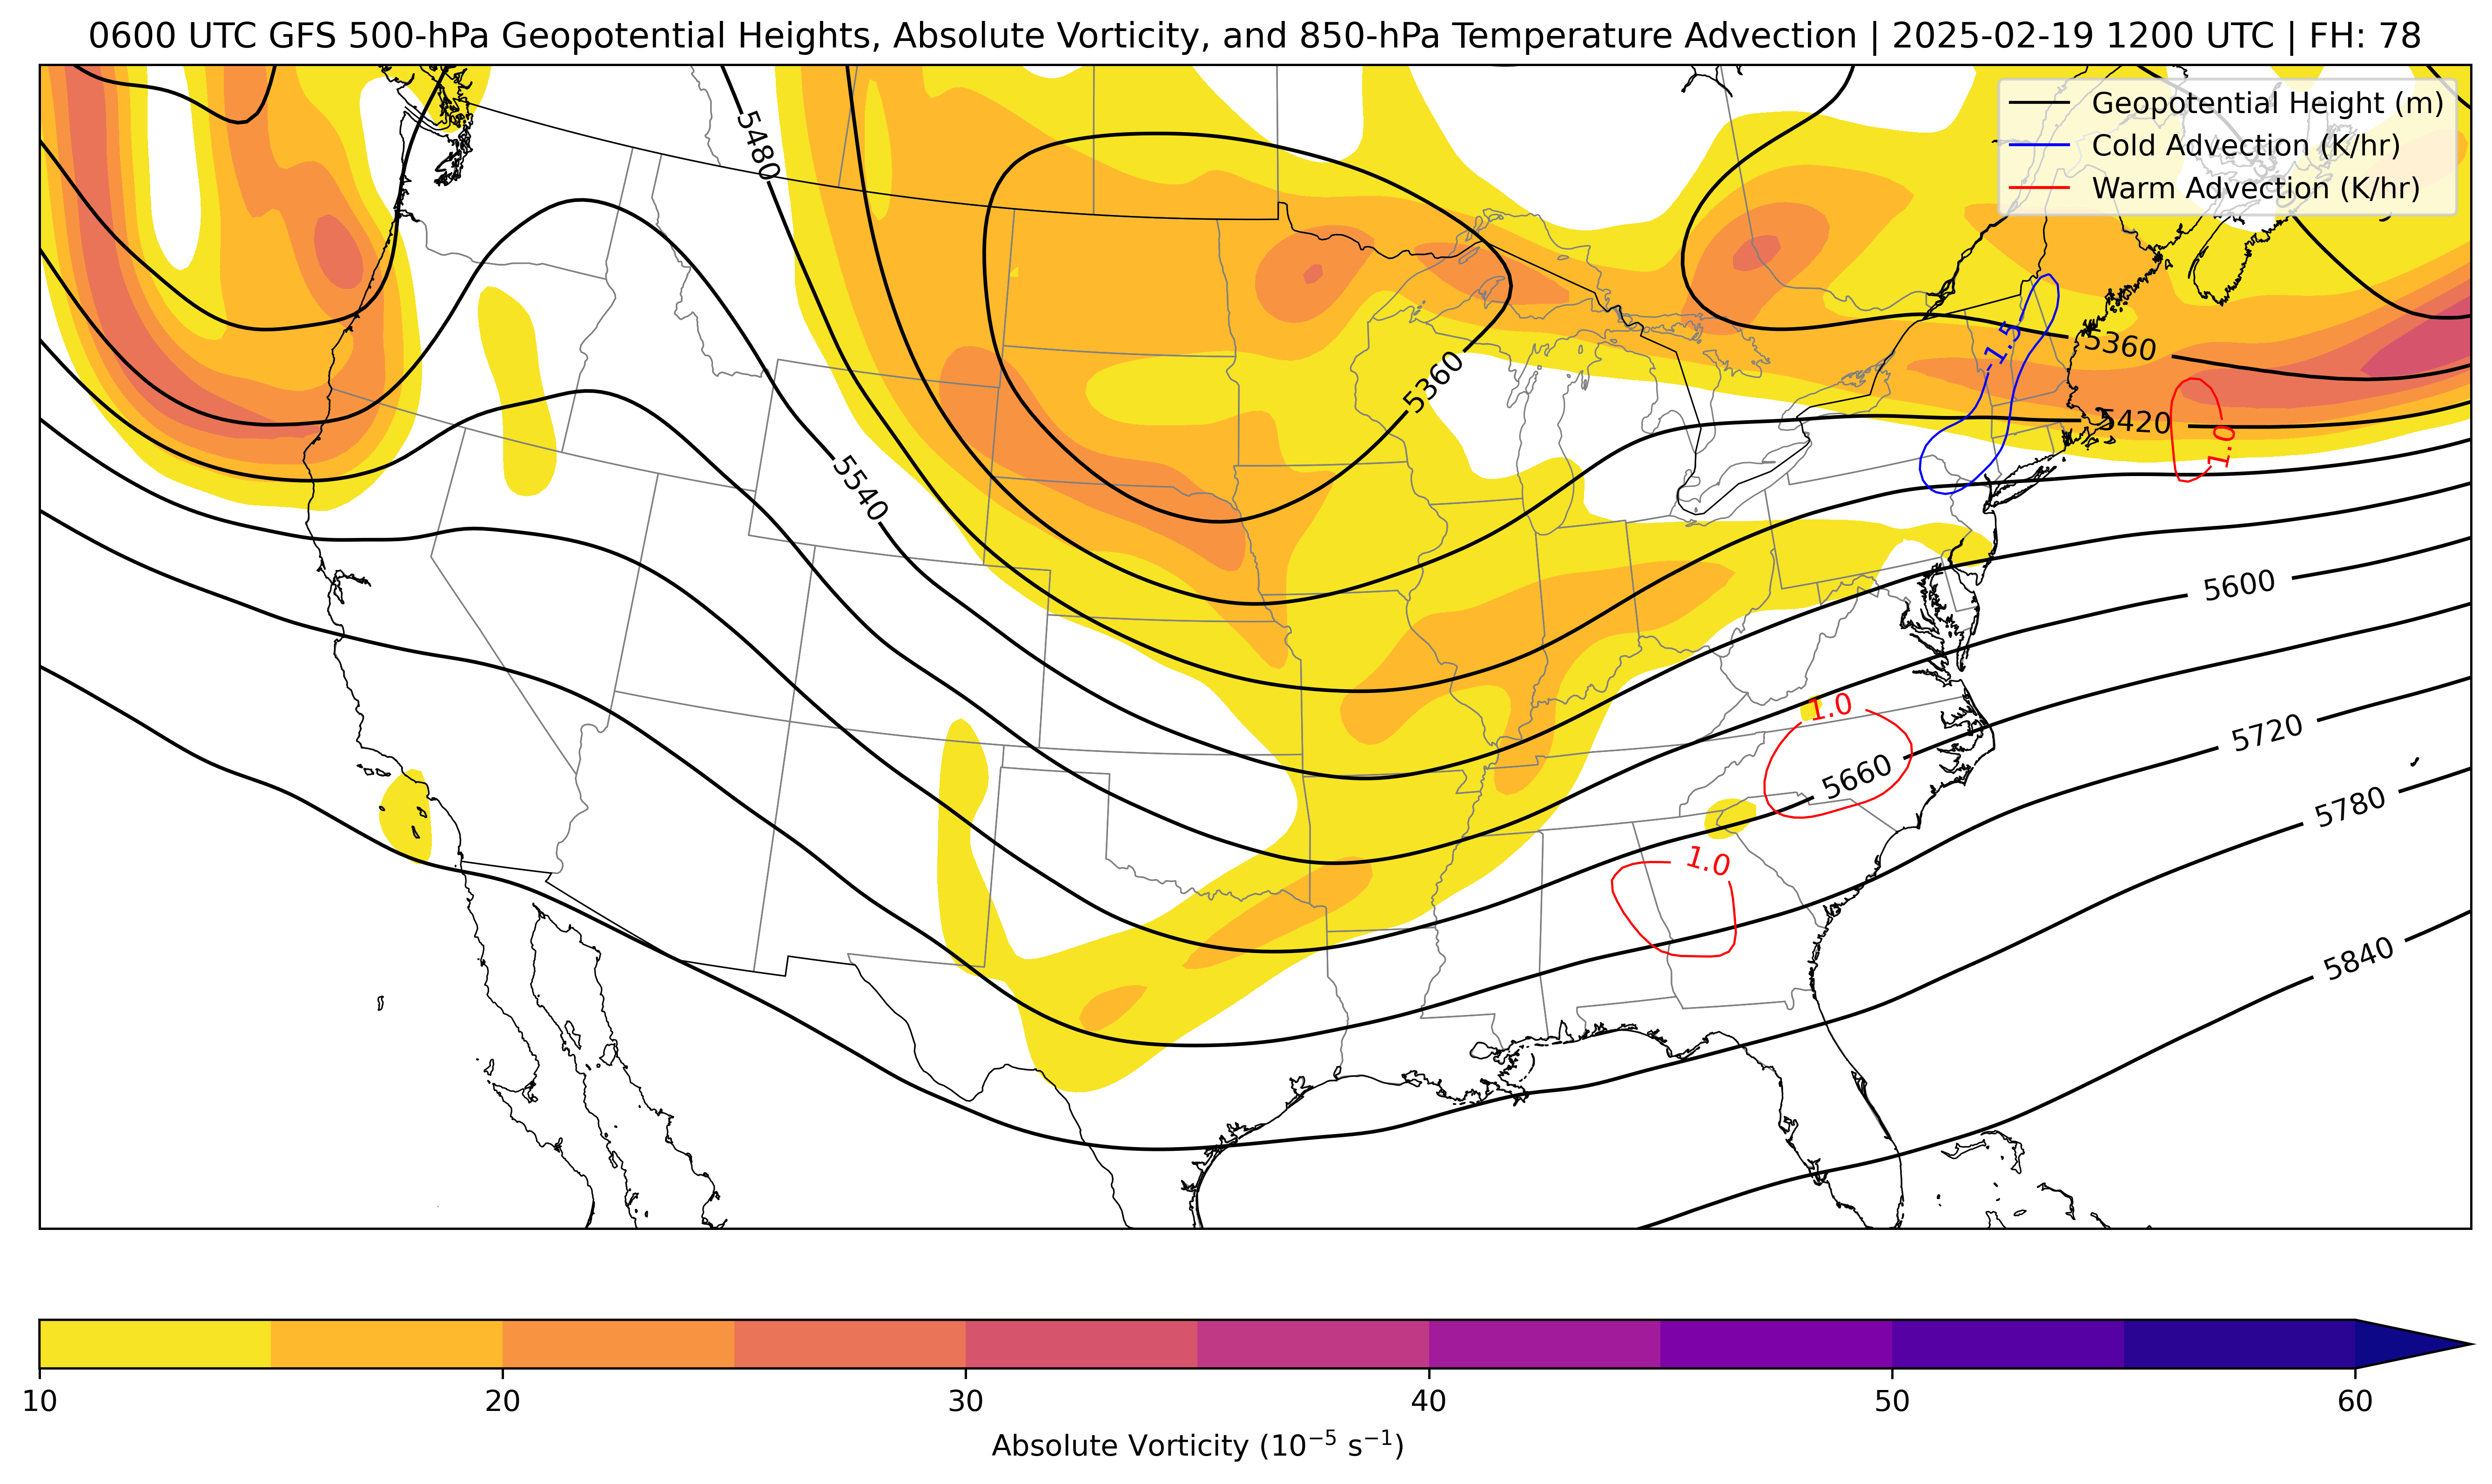 0600 UTC GFS 500-hPa Geopotential Heights, Absolute Vorticity, and 850-hPa Temperature Advection | 2025-02-19 1200 UTC | FH: 78
Geopotential Height (m)
Cold Advection (K/hr)
Warm Advection (K/hr)
5480
-1.5
5360
5360
5420
1.0
5540
5600
1.0
5720
5660
5780
1.0
5840
10 20 30 40 50 60
Absolute Vorticity (10⁻⁵ s⁻¹)